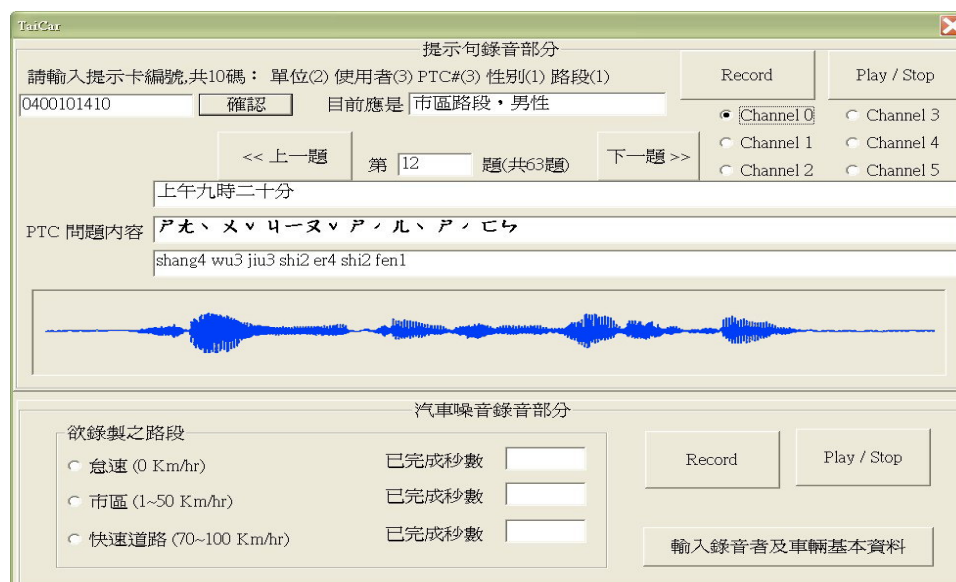 TaiCar
提示句錄音部分
請輸入提示卡編號,共10碼： 單位(2) 使用者(3) PTC#(3) 性別(1) 路段(1)
Record
Play / Stop
0400101410
確認
目前應是
市區路段，男性
Channel 0
Channel 3
Channel 1
Channel 4
Channel 2
Channel 5
<< 上一題
第
12
題(共63題)
下一題 >>
上午九時二十分
PTC 問題內容
ㄕㄤˋ ㄨˇ ㄐㄧㄡˇ ㄕˊ ㄦˋ ㄕˊ ㄈㄣ
shang4 wu3 jiu3 shi2 er4 shi2 fen1
汽車噪音錄音部分
欲錄製之路段
怠速 (0 Km/hr)
已完成秒數
市區 (1~50 Km/hr)
已完成秒數
快速道路 (70~100 Km/hr)
已完成秒數
Record
Play / Stop
輸入錄音者及車輛基本資料